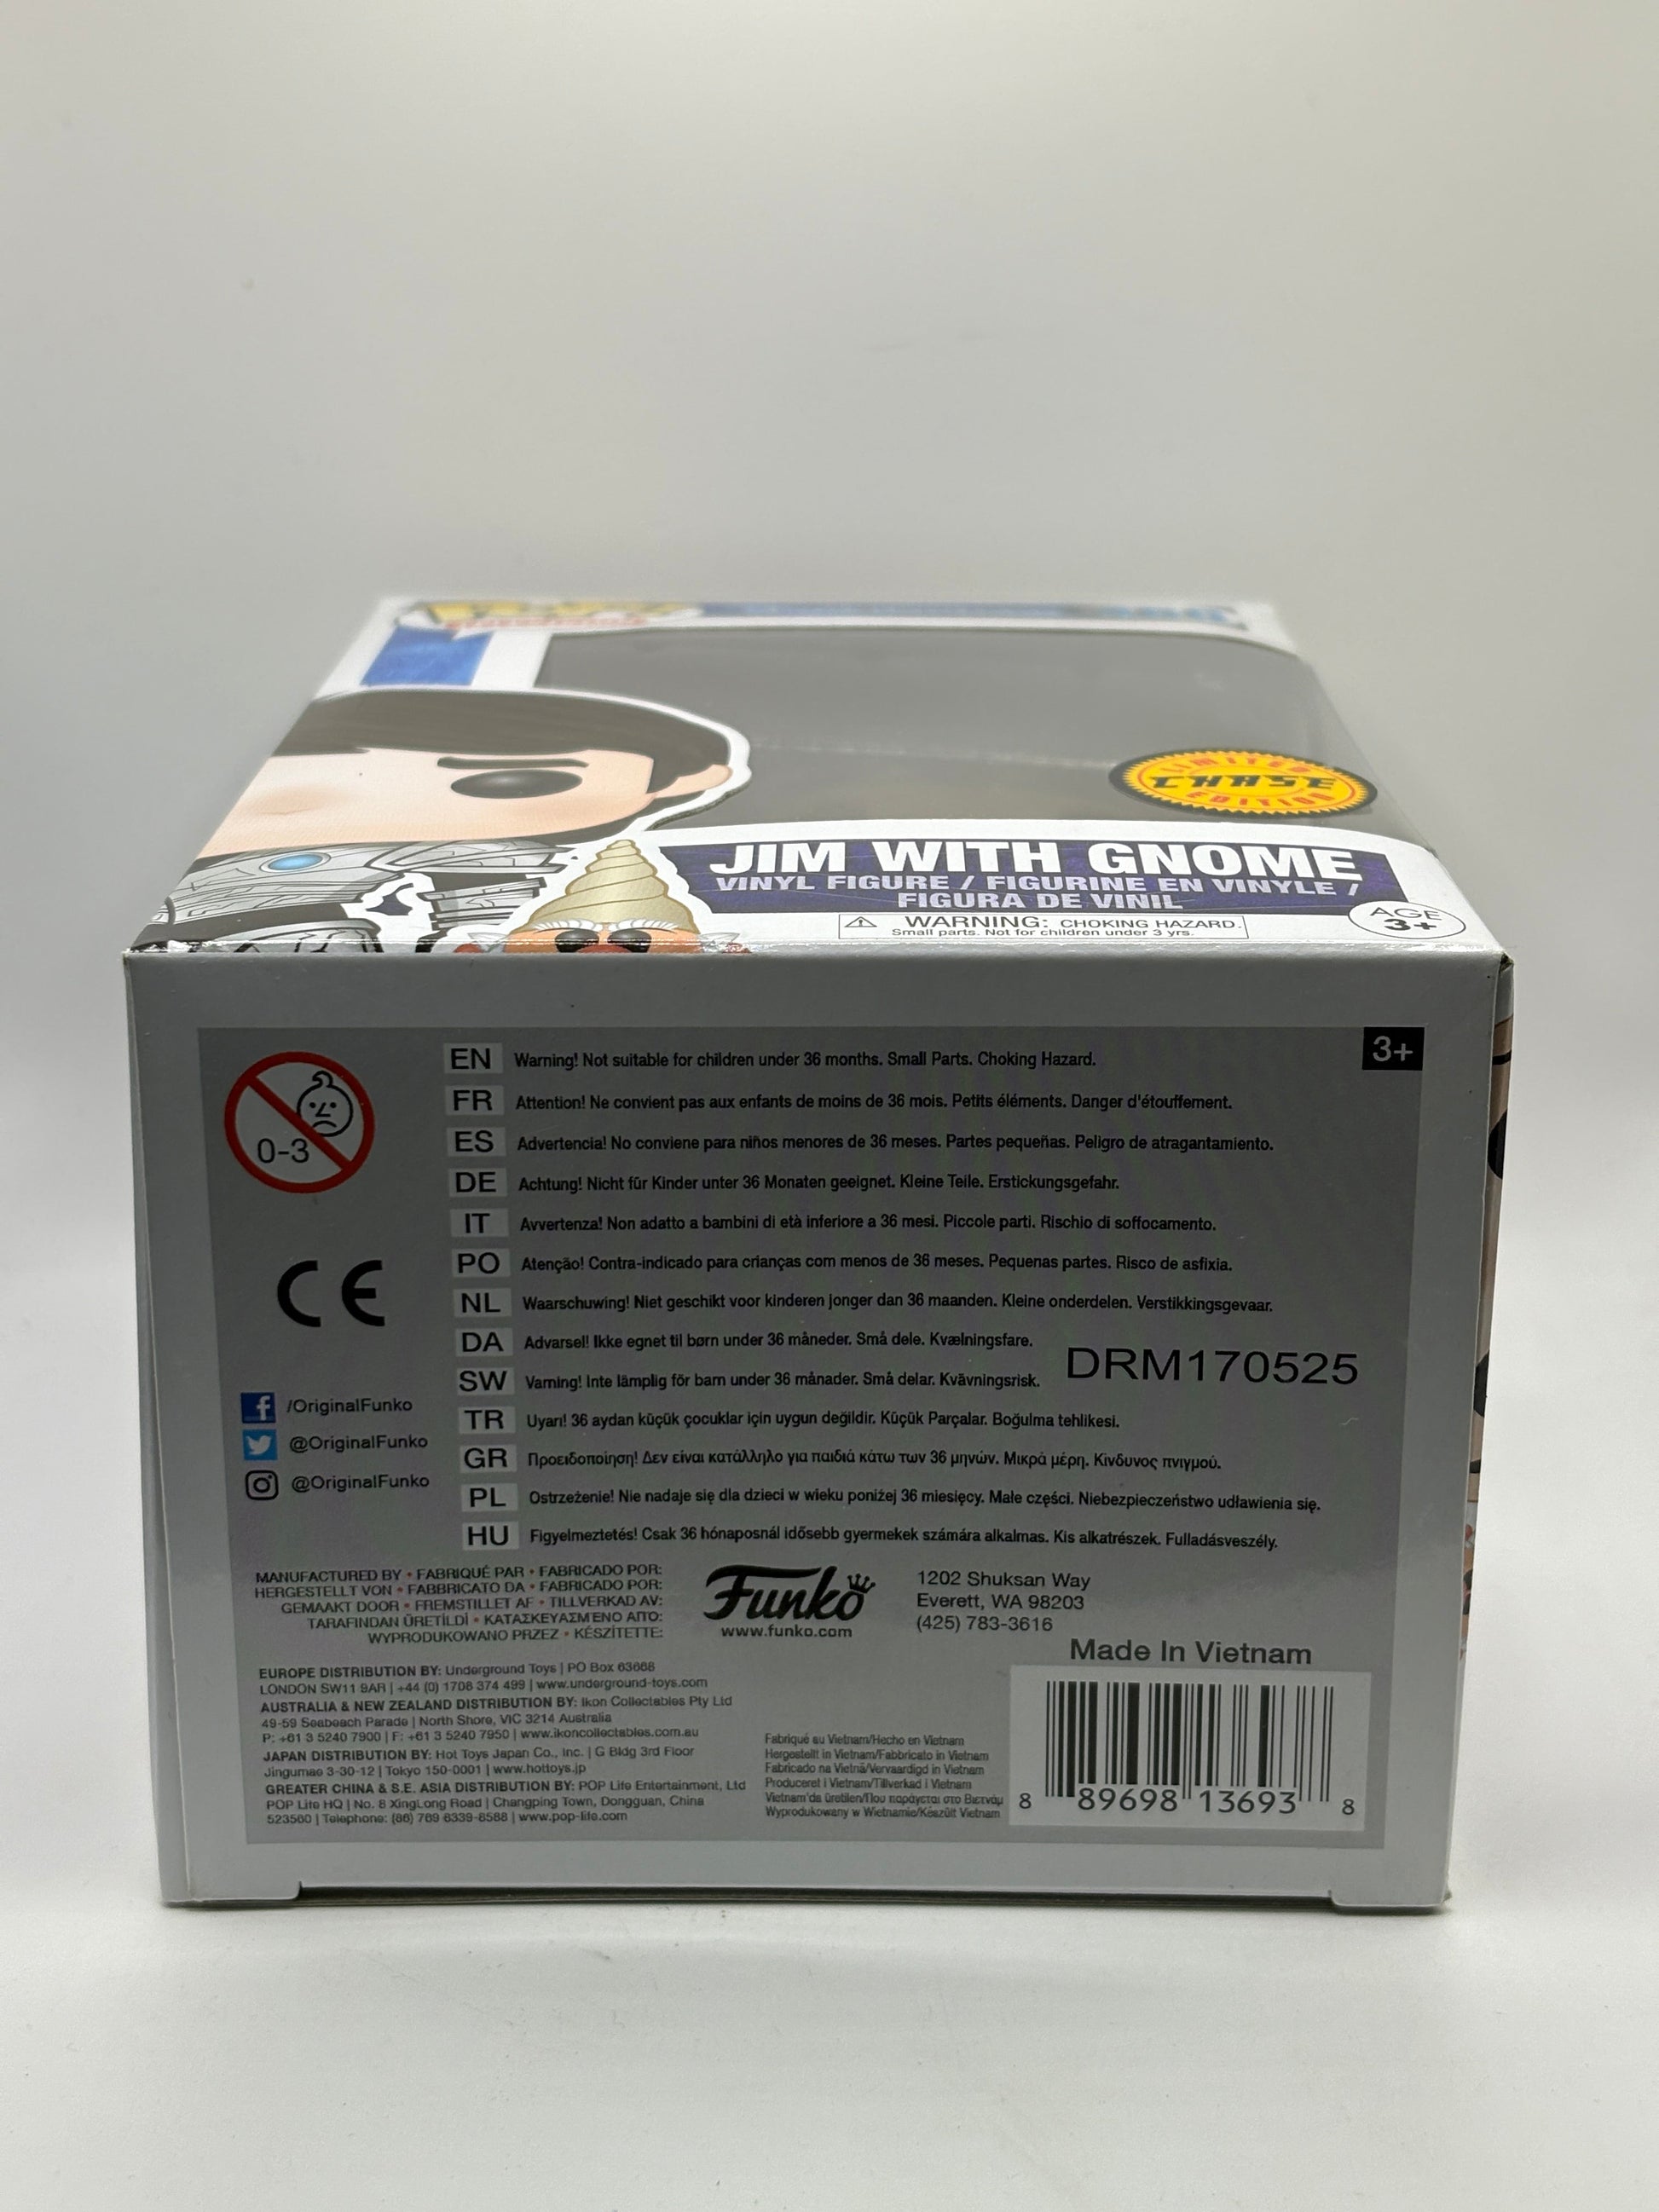 LIMITED
CHASE
EDITION
JIM WITH GNOME
VINYL FIGURE / FIGURINE EN VINYLE /
FIGURA DE VINIL
WARNING: CHOKING HAZARD.
Small parts. Not for children under 3 yrs.
AGE
3+
3+
0-3
EN Warning! Not suitable for children under 36 months. Small Parts. Choking Hazard.
FR Attention! Ne convient pas aux enfants de moins de 36 mois. Petits éléments. Danger d'étouffement.
ES Advertencia! No conviene para niños menores de 36 meses. Partes pequeñas. Peligro de atragantamiento.
DE Achtung! Nicht für Kinder unter 36 Monaten geeignet. Kleine Teile. Erstickungsgefahr.
IT Avvertenza! Non adatto a bambini di età inferiore a 36 mesi. Piccole parti. Rischio di soffocamento.
PO Atenção! Contra-indicado para crianças com menos de 36 meses. Pequenas partes. Risco de asfixia.
NL Waarschuwing! Niet geschikt voor kinderen jonger dan 36 maanden. Kleine onderdelen. Verstikkingsgevaar.
DA Advarsel! Ikke egnet til børn under 36 måneder. Små dele. Kvælningsfare.
SW Varning! Inte lämplig för barn under 36 månader. Små delar. Kvävningsrisk.
TR Uyarı! 36 aydan küçük çocuklar için uygun değildir. Küçük Parçalar. Boğulma tehlikesi.
GR Προειδοποίηση! Δεν είναι κατάλληλο για παιδιά κάτω των 36 μηνών. Μικρά μέρη. Κίνδυνος πνιγμού.
PL Ostrzeżenie! Nie nadaje się dla dzieci w wieku poniżej 36 miesięcy. Małe części. Niebezpieczeństwo udławienia się.
HU Figyelmeztetés! Csak 36 hónaposnál idősebb gyermekek számára alkalmas. Kis alkatrészek. Fulladásveszély.
CE
DRM170525
/OriginalFunko
@OriginalFunko
@OriginalFunko
MANUFACTURED BY • FABRIQUÉ PAR • FABRICADO POR:
HERGESTELLT VON • FABBRICATO DA • FABRICADO POR:
GEMAAKT DOOR • FREMSTILLET AF • TILLVERKAD AV:
TARAFINDAN ÜRETİLDİ • ΚΑΤΑΣΚΕΥΑΣΜΕΝΟ ΑΠΌ:
WYPRODUKOWANO PRZEZ • KÉSZÍTETTE:
Funko
www.funko.com
1202 Shuksan Way
Everett, WA 98203
(425) 783-3616
Made In Vietnam
EUROPE DISTRIBUTION BY: Underground Toys | PO Box 63668
LONDON SW11 9AR | +44 (0) 1708 374 499 | www.underground-toys.com
AUSTRALIA & NEW ZEALAND DISTRIBUTION BY: Ikon Collectables Pty Ltd
49-59 Seabeach Parade | North Shore, VIC 3214 Australia
P: +61 3 5240 7900 | F: +61 3 5240 7950 | www.ikoncollectables.com.au
JAPAN DISTRIBUTION BY: Hot Toys Japan Co., Inc. | G Bldg 3rd Floor
Jingumae 3-30-12 | Tokyo 150-0001 | www.hottoys.jp
GREATER CHINA & S.E. ASIA DISTRIBUTION BY: POP Life Entertainment, Ltd
POP Life HQ | No. 8 XingLong Road | Changping Town, Dongguan, China
523560 | Telephone: (86) 769 8339-8588 | www.pop-life.com
Fabriqué au Vietnam/Hecho en Vietnam
Hergestellt in Vietnam/Fabbricato in Vietnam
Fabricado na Vietnã/Vervaardigd in Vietnam
Produceret i Vietnam/Tillverkad i Vietnam
Vietnam'da üretilen/Που παράγεται στο Βιετνάμ
Wyprodukowany w Wietnamie/Készült Vietnam
8 89698 13693 8